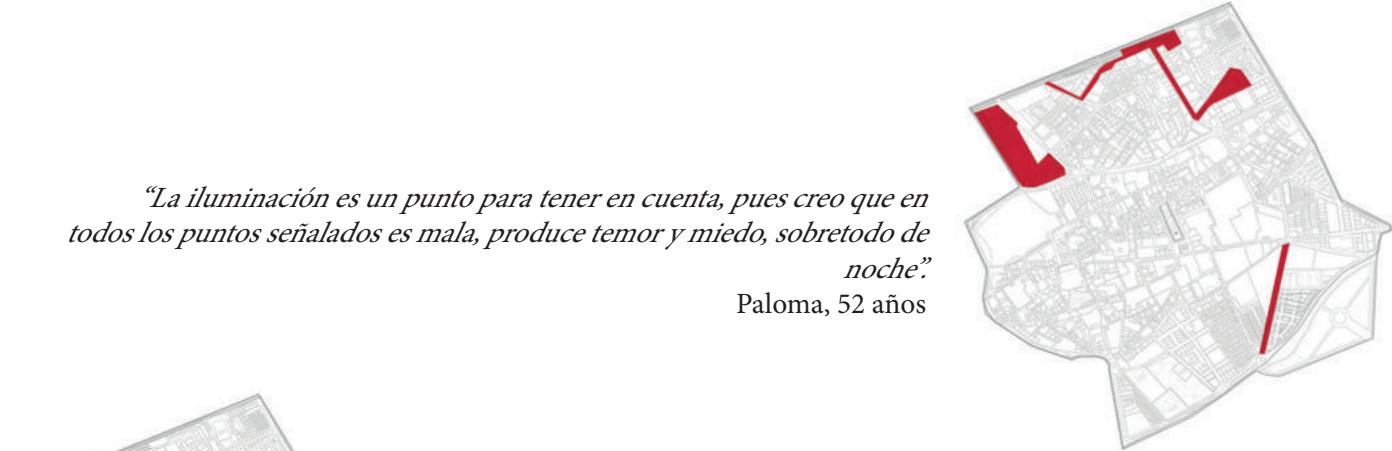 “La iluminación es un punto para tener en cuenta, pues creo que en
todos los puntos señalados es mala, produce temor y miedo, sobretodo de
noche”.
Paloma, 52 años